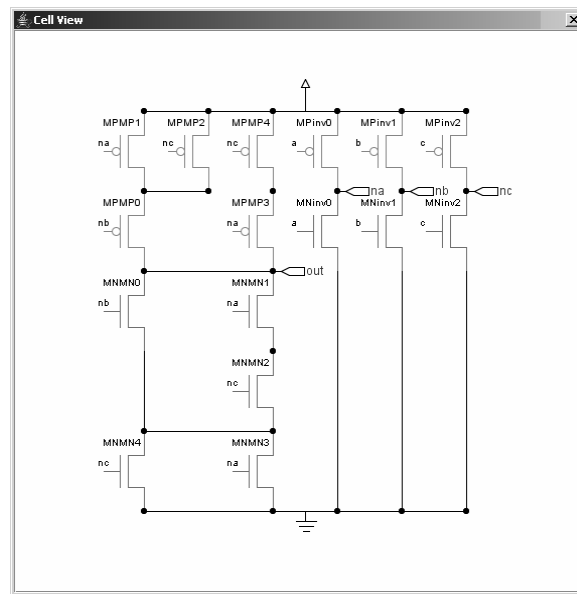 Cell View
MPMP1 MPMP2 MPMP4 MPinv0 MPinv1 MPinv2
na nc nc a b c
na nb nc
MPMP0 MPMP3 MNinv0 MNinv1 MNinv2
nb na a b c
out
MNMN0 MNMN1
nb na
MNMN2
nc
MNMN4 MNMN3
nc na